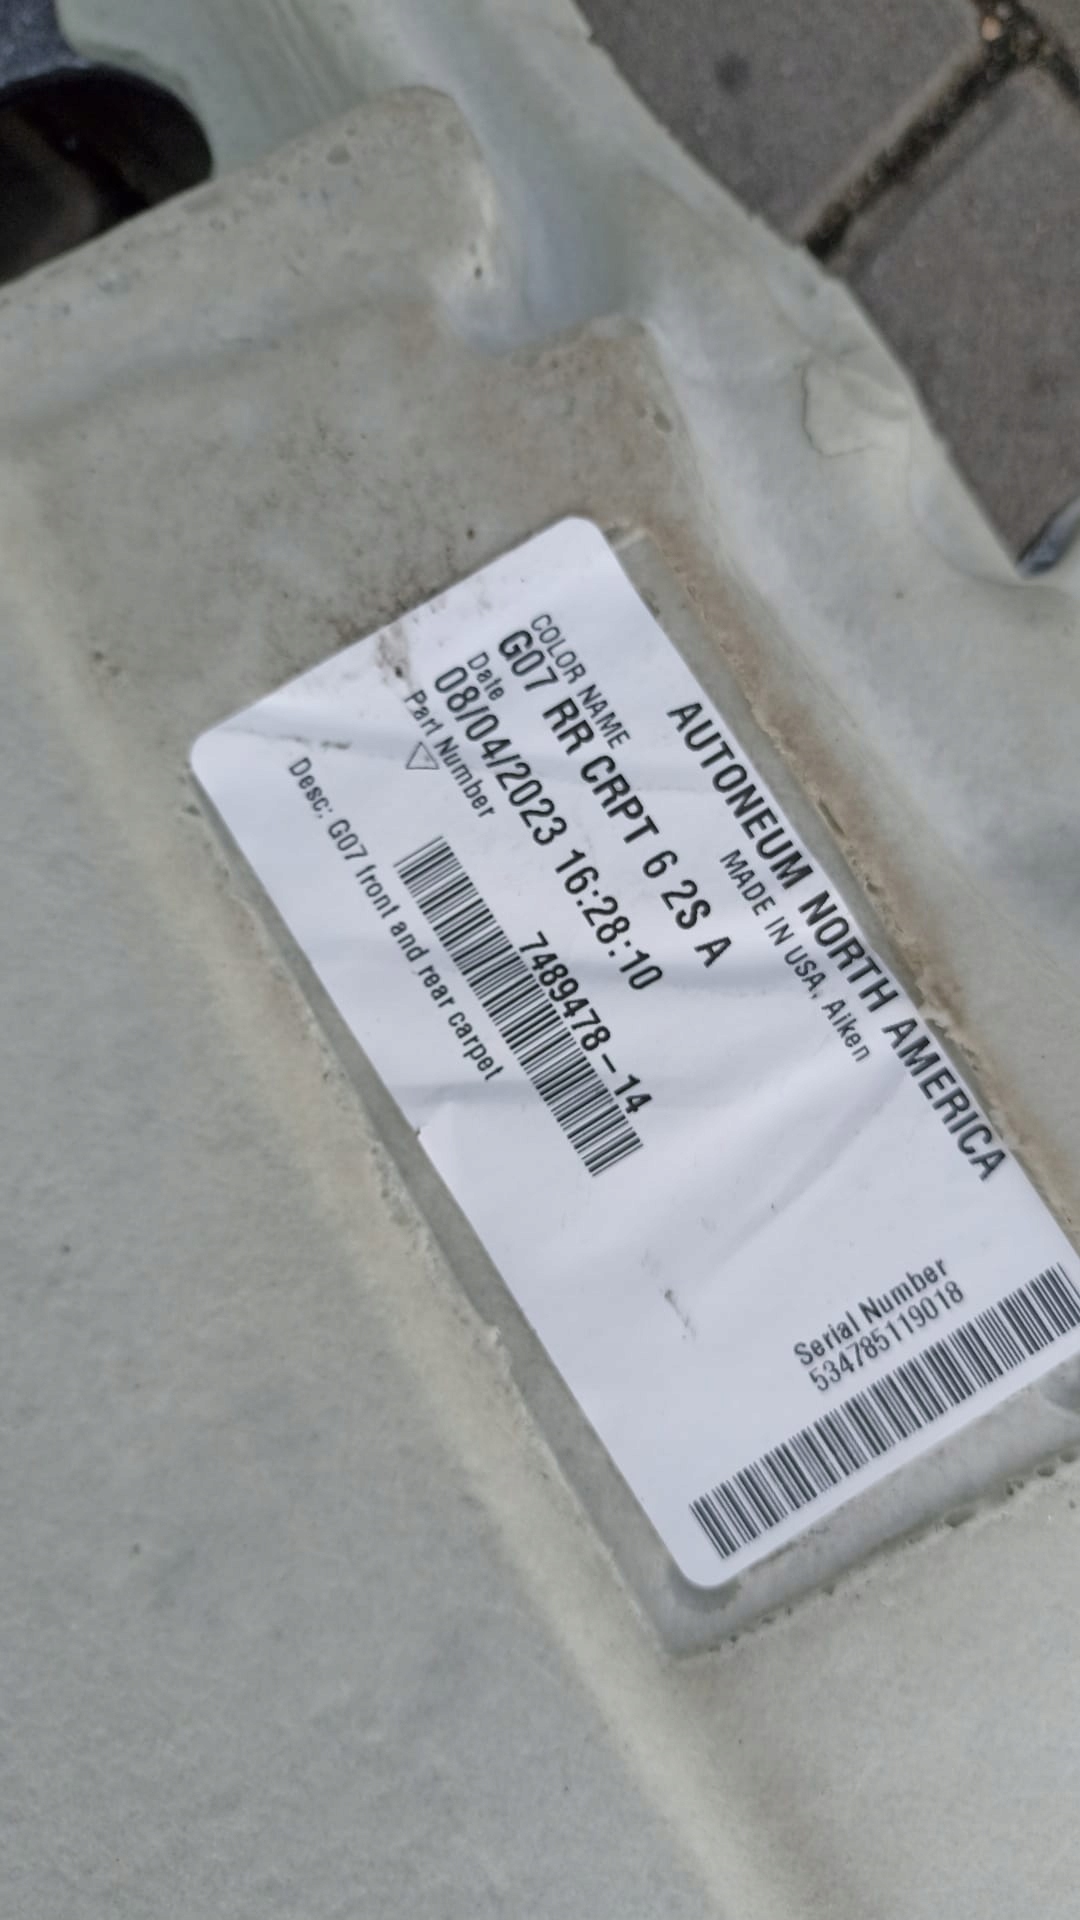 AUTONEUM NORTH AMERICA
MADE IN USA, Aiken
COLOR NAME
G07 RR CRPT 6 2S A
Date
08/04/2023 16:28:10
Part Number
7489478-14
Desc: G07 front and rear carpet
Serial Number
534785119018